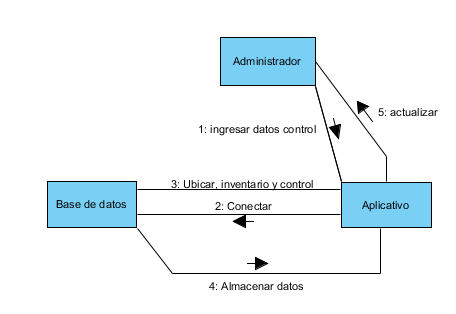 Administrador
5: actualizar
1: ingresar datos control
3: Ubicar, inventario y control
Base de datos
2: Conectar
Aplicativo
4: Almacenar datos